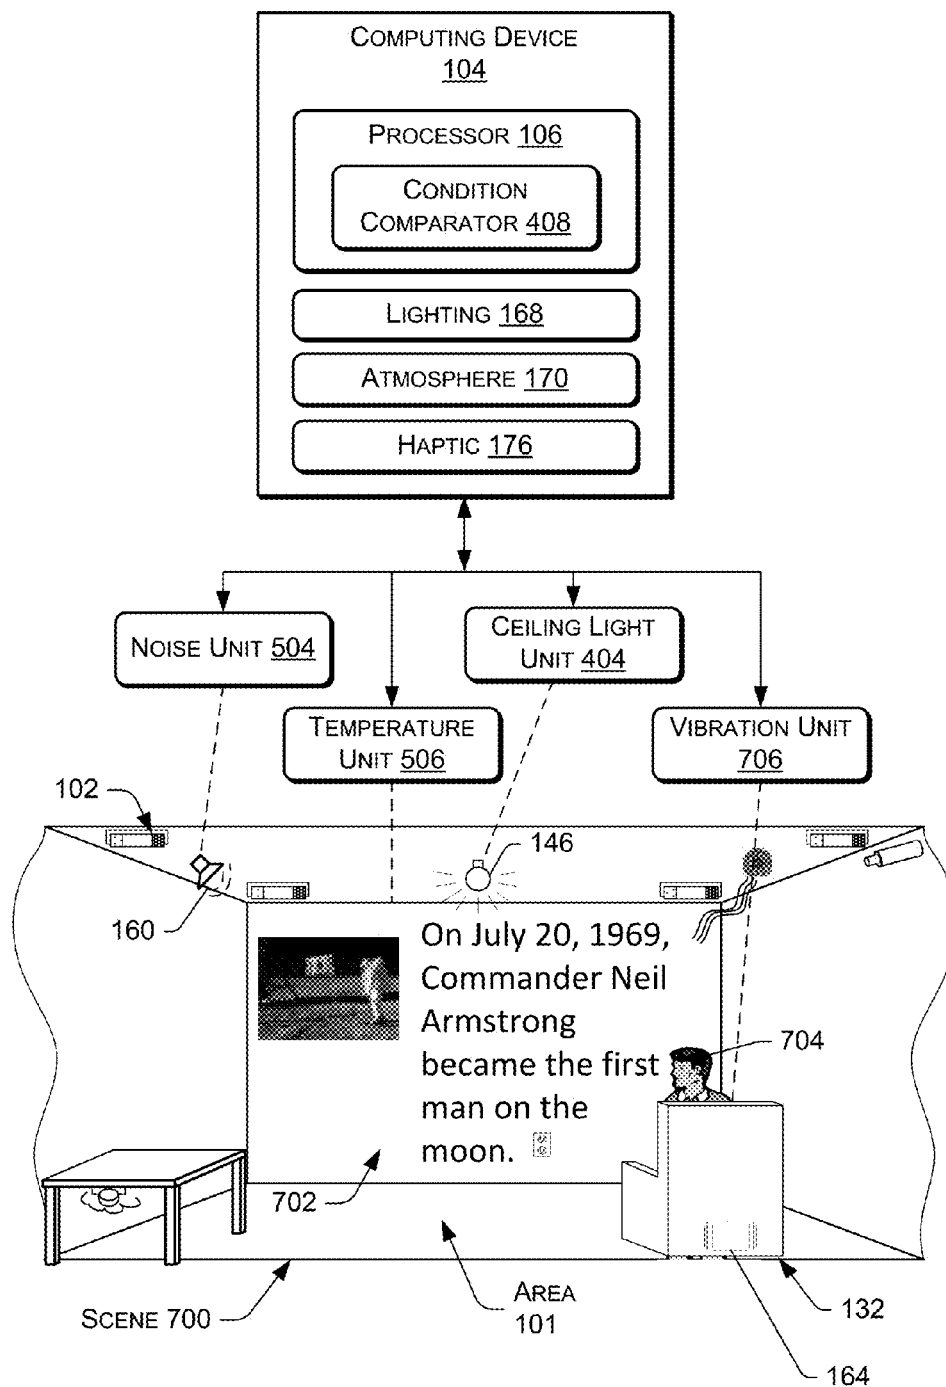 COMPUTING DEVICE
104
PROCESSOR 106
CONDITION
COMPARATOR 408
LIGHTING 168
ATMOSPHERE 170
HAPTIC 176
NOISE UNIT 504
CEILING LIGHT
UNIT 404
TEMPERATURE
UNIT 506
VIBRATION UNIT
706
102
146
160
On July 20, 1969,
Commander Neil
Armstrong
became the first
man on the
moon.
704
702
SCENE 700
AREA
101
132
164